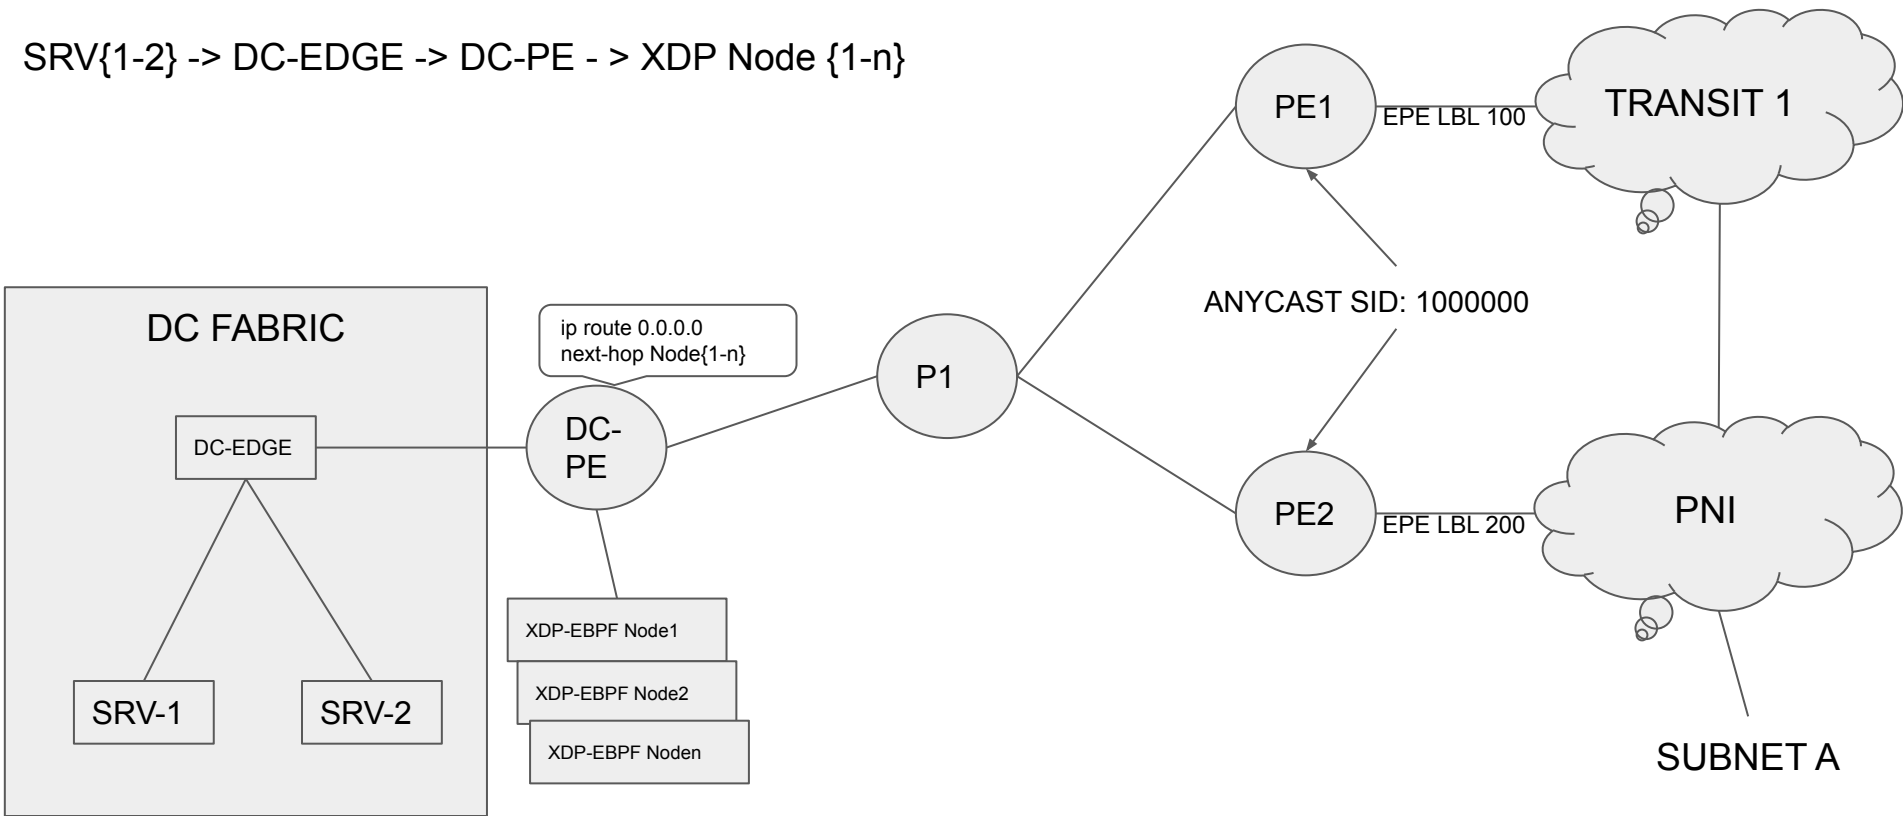 SRV{1-2} -> DC-EDGE -> DC-PE - > XDP Node {1-n}
PE1
EPE LBL 100
TRANSIT 1
ANYCAST SID: 1000000
DC FABRIC
ip route 0.0.0.0
next-hop Node{1-n}
P1
DC-EDGE
DC-
PE
PE2
EPE LBL 200
PNI
XDP-EBPF Node1
XDP-EBPF Node2
XDP-EBPF Noden
SRV-1
SRV-2
SUBNET A